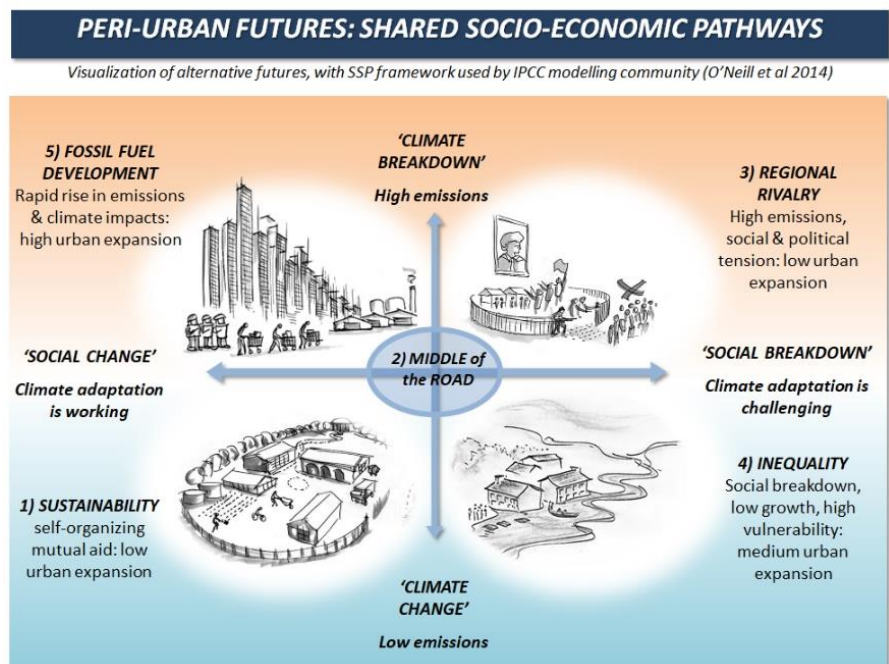 PERI-URBAN FUTURES: SHARED SOCIO-ECONOMIC PATHWAYS
Visualization of alternative futures, with SSP framework used by IPCC modelling community (O'Neill et al 2014)
5) FOSSIL FUEL
DEVELOPMENT
Rapid rise in emissions
& climate impacts:
high urban expansion
'CLIMATE
BREAKDOWN'
High emissions
3) REGIONAL
RIVALRY
High emissions,
social & political
tension: low urban
expansion
'SOCIAL CHANGE'
Climate adaptation
is working
2) MIDDLE of
the ROAD
'SOCIAL BREAKDOWN'
Climate adaptation is
challenging
1) SUSTAINABILITY
self-organizing
mutual aid: low
urban expansion
4) INEQUALITY
Social breakdown,
low growth, high
vulnerability:
medium urban
expansion
'CLIMATE
CHANGE'
Low emissions